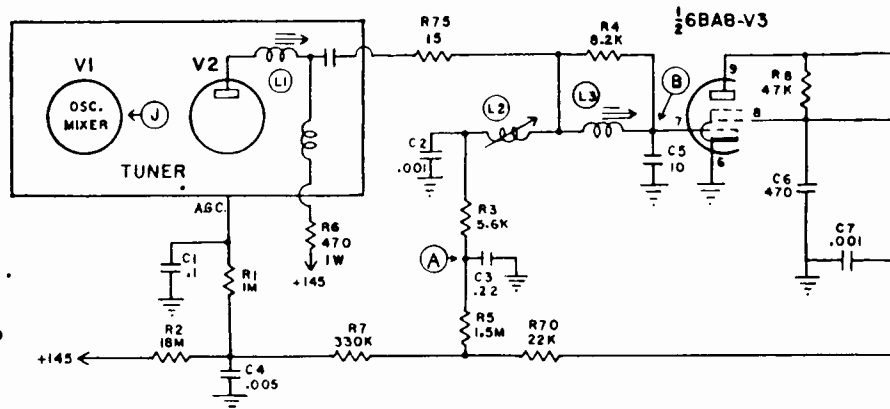 ½6BA8-V3
R75
15
R4
8.2K
V1
V2
L1
OSC.
MIXER
J
TUNER
B
9
R8
47K
7
8
6
L2
L3
C2
.001
C5
10
C6
470
C7
.001
A.G.C.
R6
470
1W
+145
R3
5.6K
A
C3
.22
C1
.1
R1
1M
R5
1.5M
+145
R2
18M
R7
330K
R70
22K
C4
.005